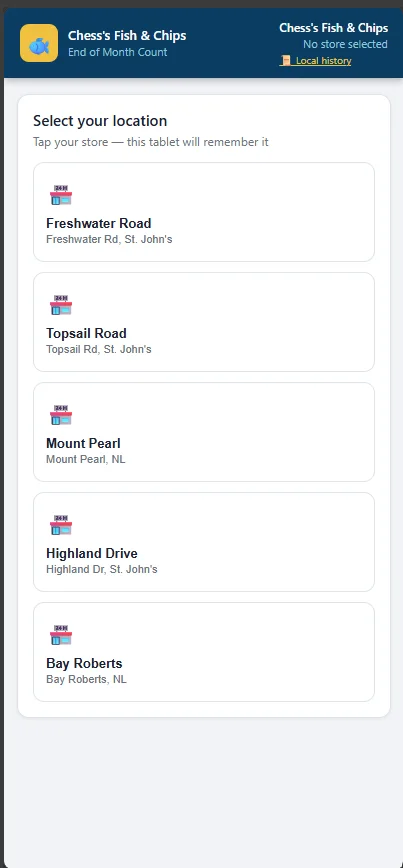 Chess's Fish & Chips
End of Month Count
Chess's Fish & Chips
No store selected
Local history
Select your location
Tap your store — this tablet will remember it
Freshwater Road
Freshwater Rd, St. John's
Topsail Road
Topsail Rd, St. John's
Mount Pearl
Mount Pearl, NL
Highland Drive
Highland Dr, St. John's
Bay Roberts
Bay Roberts, NL